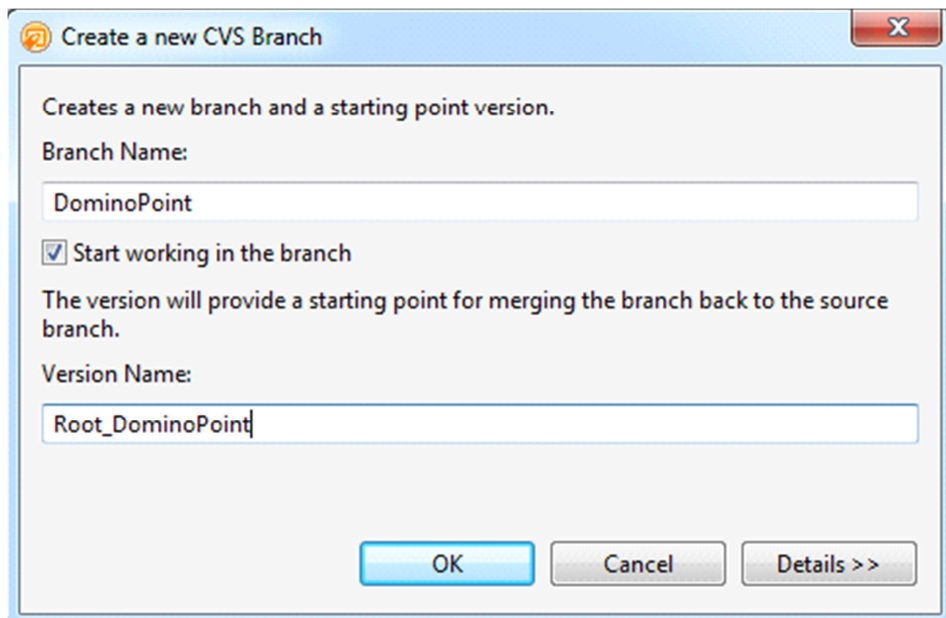 Create a new CVS Branch
Creates a new branch and a starting point version.
Branch Name:
DominoPoint
Start working in the branch
The version will provide a starting point for merging the branch back to the source
branch.
Version Name:
Root_DominoPoint
OK Cancel Details >>